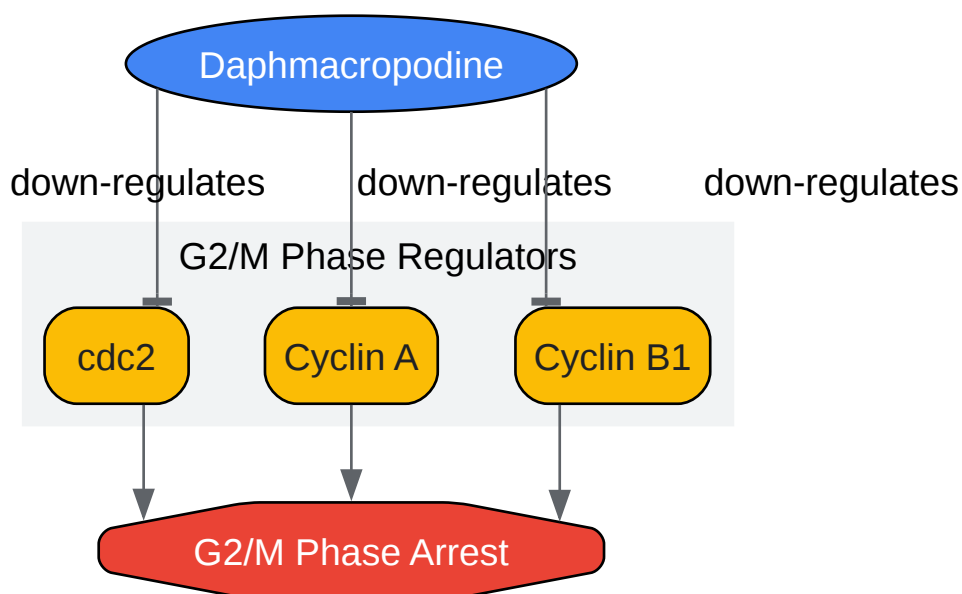 Daphmacropodine
down-regulates
down-regulates
down-regulates
G2/M Phase Regulators
cdc2
Cyclin A
Cyclin B1
G2/M Phase Arrest